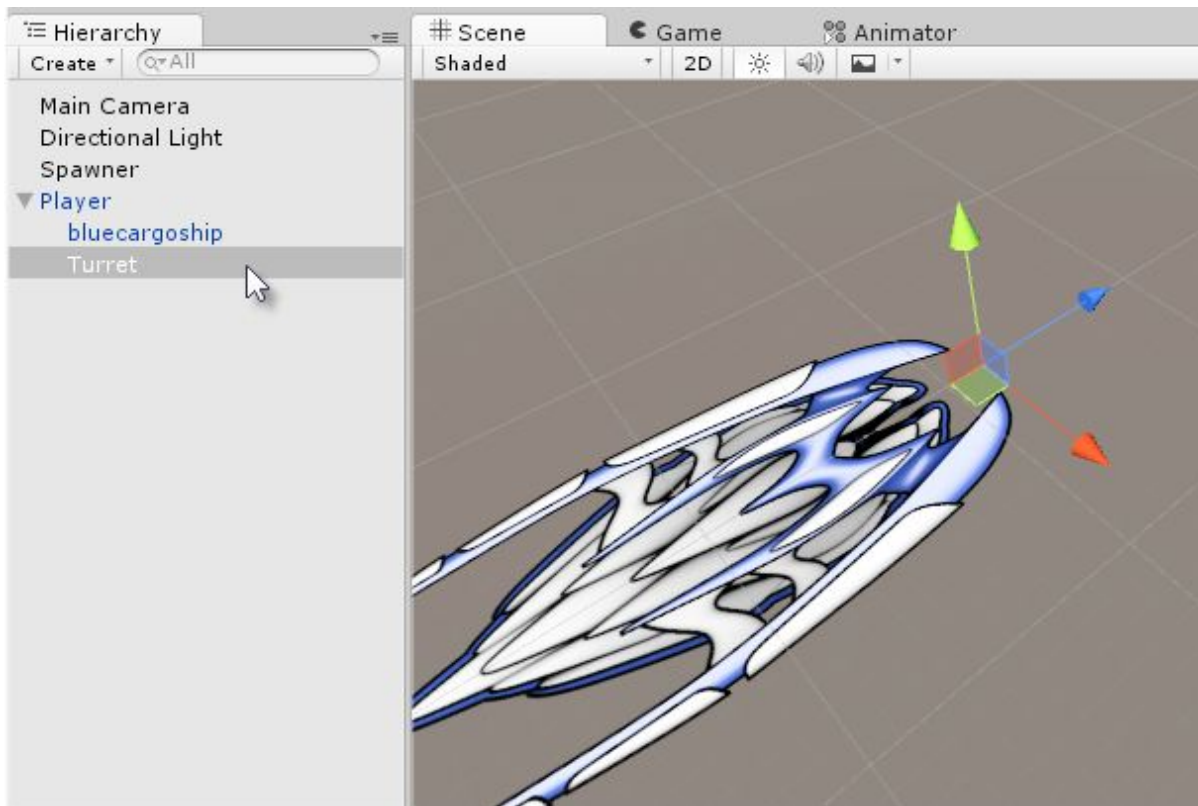 Hierarchy
Create All
Main Camera
Directional Light
Spawner
Player
bluecargoship
Turret
Scene Game Animator
Shaded 2D